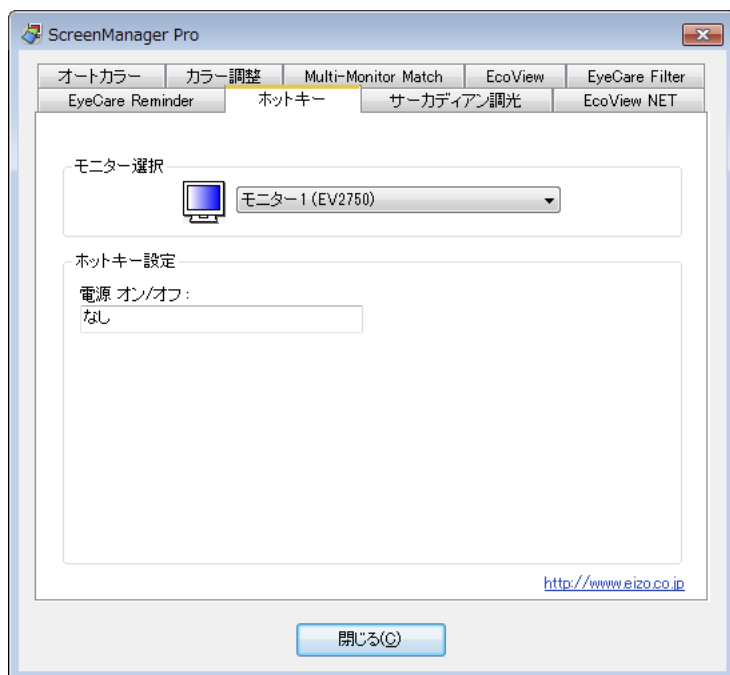 ScreenManager Pro
オートカラー
カラー調整
Multi-Monitor Match
EcoView
EyeCare Filter
EyeCare Reminder
ホットキー
サーカディアン調光
EcoView NET
モニター選択
モニター1 (EV2750)
ホットキー設定
電源 オン/オフ:
なし
http://www.eizo.co.jp
閉じる(C)